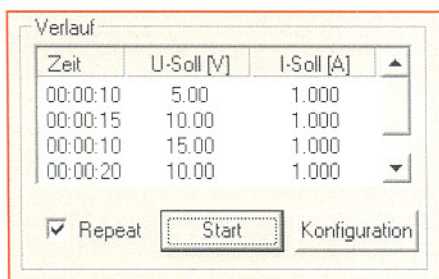 Verlauf
Zeit U-Soll [V] I-Soll [A]
00:00:10 5.00 1.000
00:00:15 10.00 1.000
00:00:10 15.00 1.000
00:00:20 10.00 1.000
Repeat Start Konfiguration